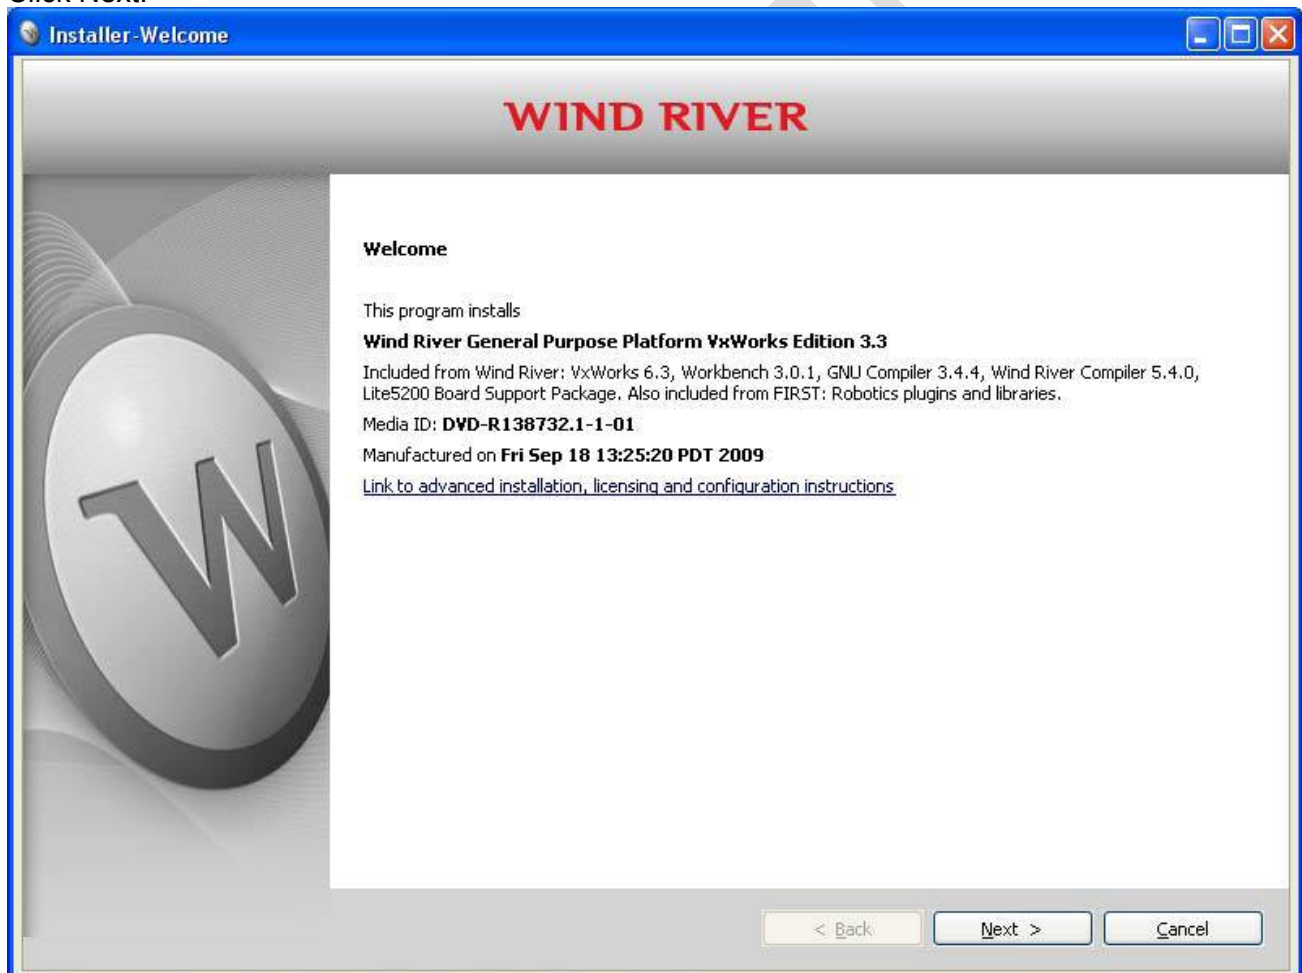 Click Next.
Installer-Welcome
WIND RIVER
Welcome
This program installs
Wind River General Purpose Platform VxWorks Edition 3.3
Included from Wind River: VxWorks 6.3, Workbench 3.0.1, GNU Compiler 3.4.4, Wind River Compiler 5.4.0,
Lite5200 Board Support Package. Also included from FIRST: Robotics plugins and libraries.
Media ID: DVD-R138732.1-1-01
Manufactured on Fri Sep 18 13:25:20 PDT 2009
Link to advanced installation, licensing and configuration instructions
W
< Back Next > Cancel